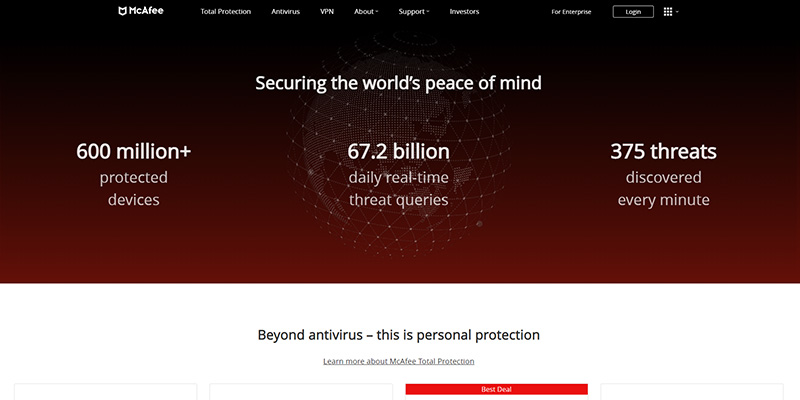 McAfee
Total Protection
Antivirus
VPN
About
Support
Investors
For Enterprise
Login
Securing the world's peace of mind
600 million+
protected
devices
67.2 billion
daily real-time
threat queries
375 threats
discovered
every minute
Beyond antivirus – this is personal protection
Learn more about McAfee Total Protection
Best Deal